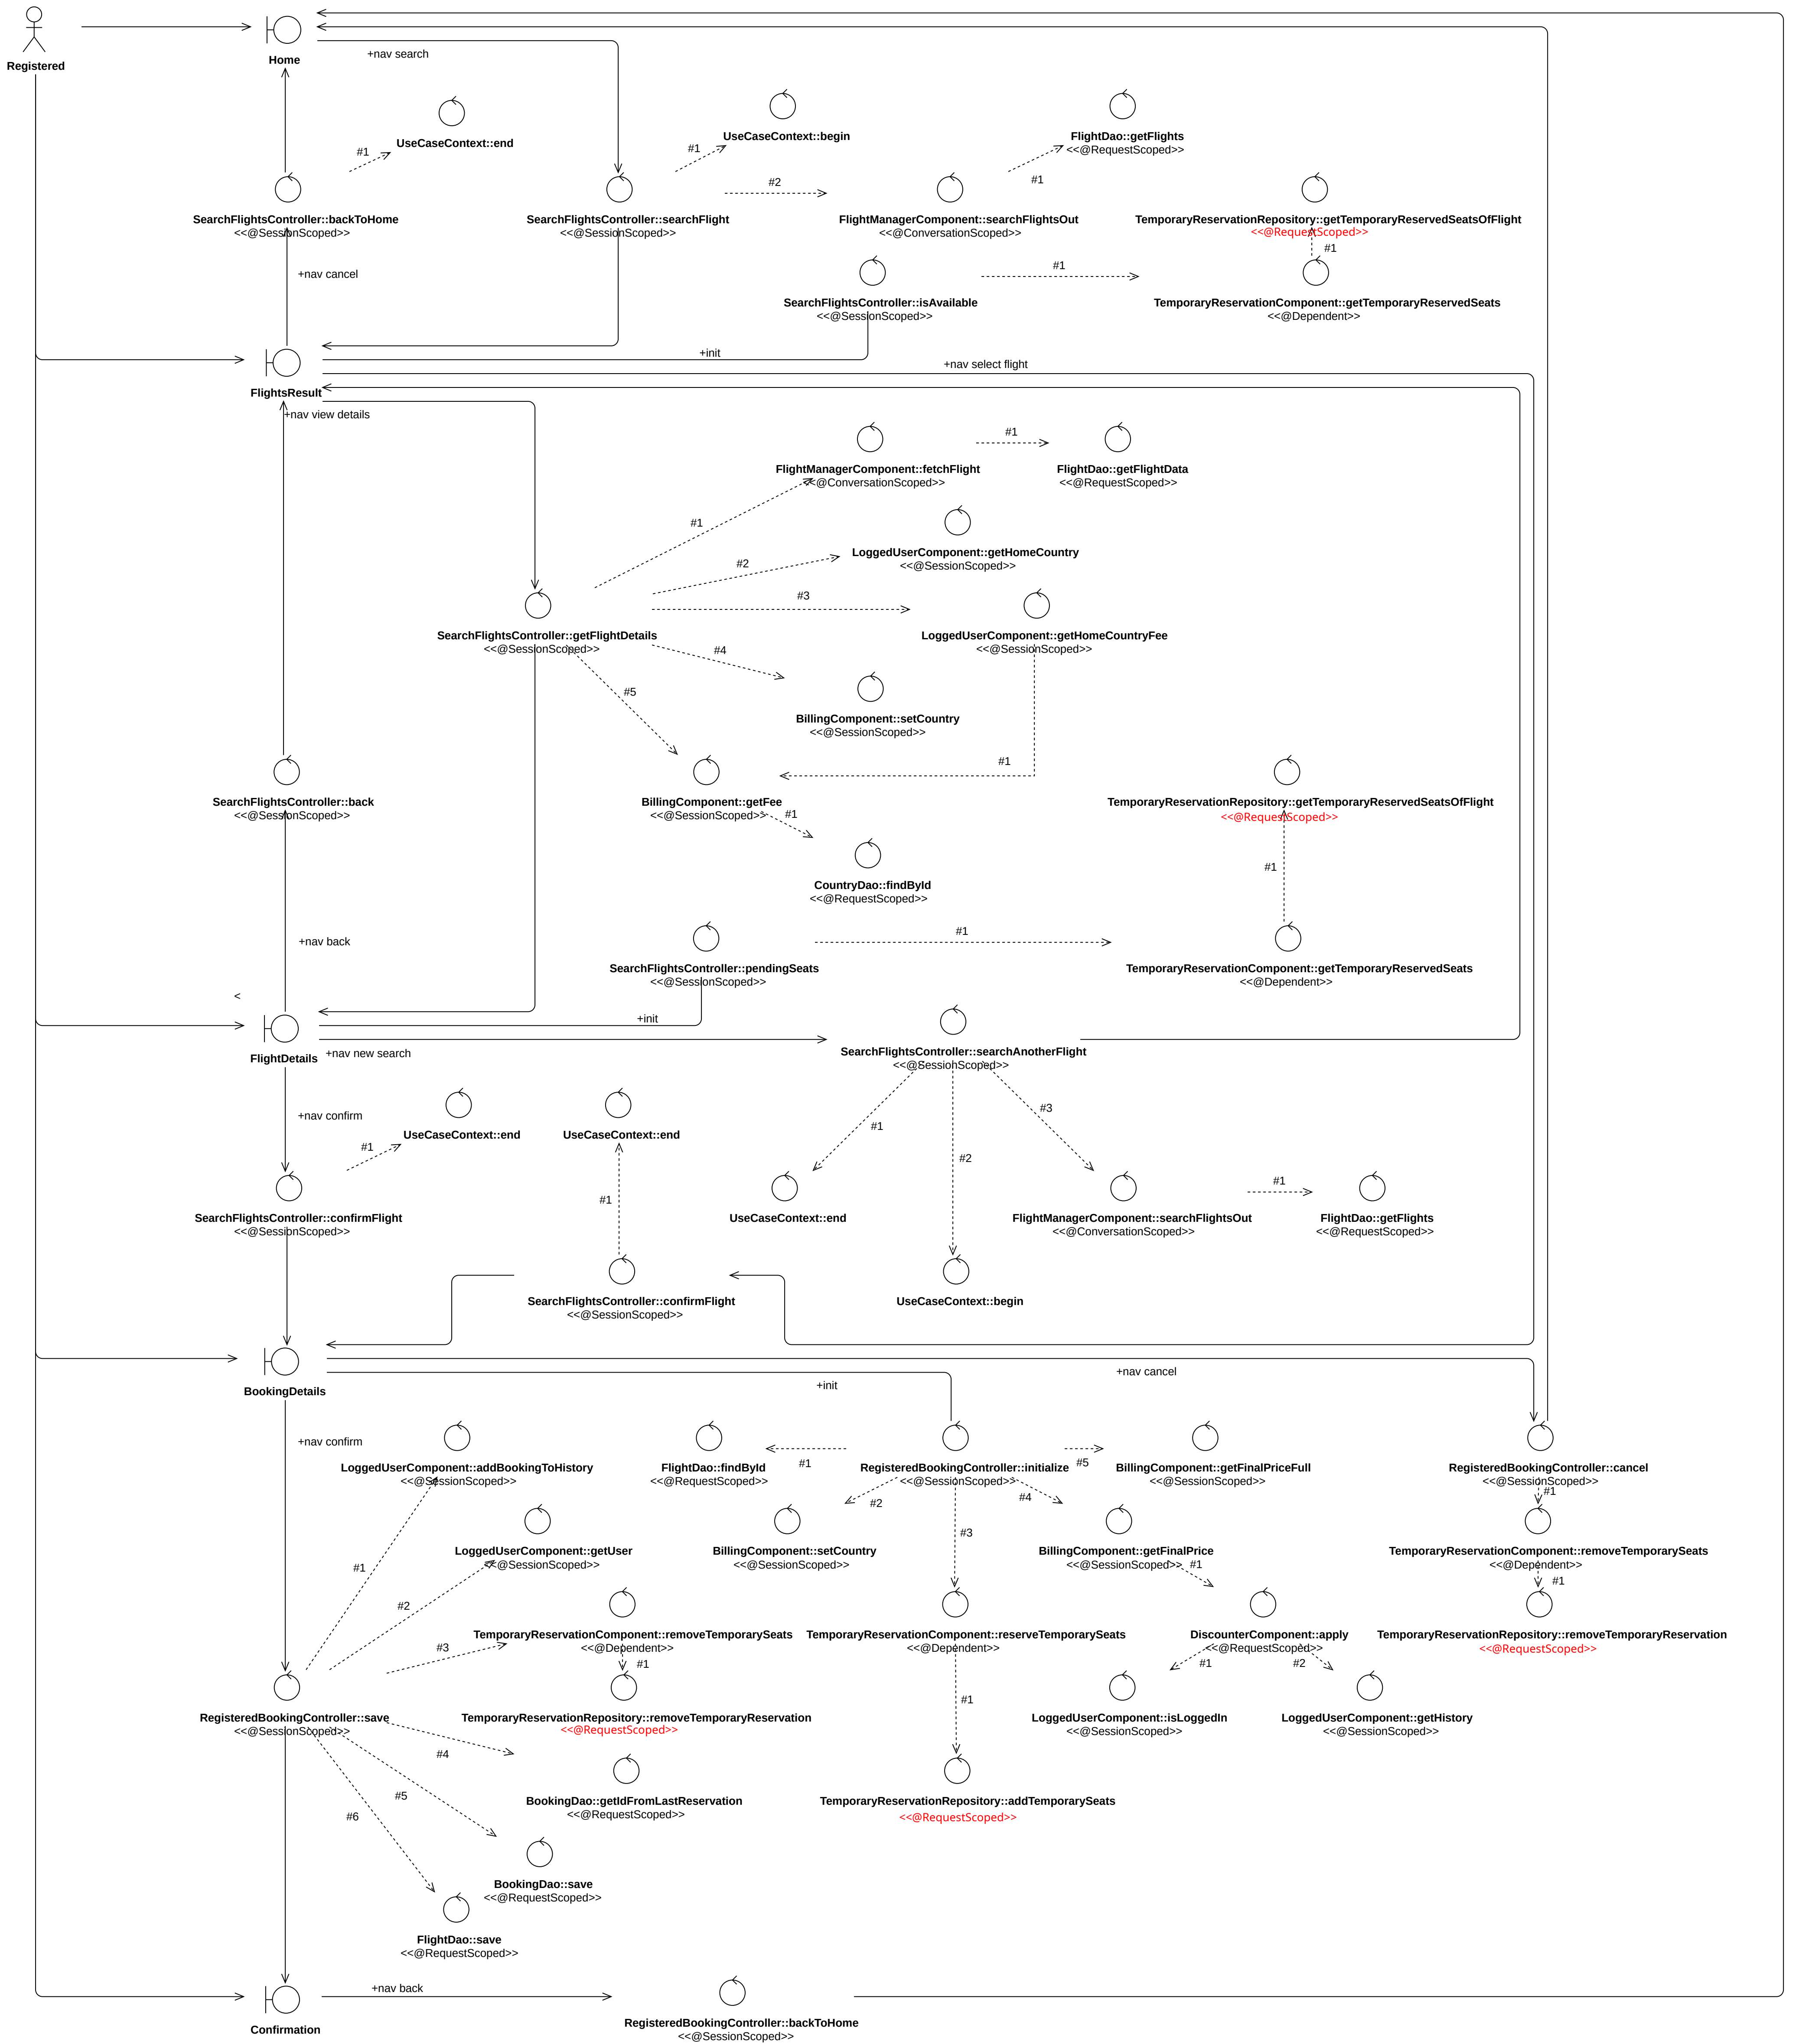 Registered
Home
+nav search
UseCaseContext::end
#1
UseCaseContext::begin
#1
FlightDao::getFlights
<<@RequestScoped>>
#1
#2
SearchFlightsController::backToHome
<<@SessionScoped>>
SearchFlightsController::searchFlight
<<@SessionScoped>>
FlightManagerComponent::searchFlightsOut
<<@ConversationScoped>>
TemporaryReservationRepository::getTemporaryReservedSeatsOfFlight
<<@RequestScoped>>
#1
+nav cancel
#1
SearchFlightsController::isAvailable
<<@SessionScoped>>
TemporaryReservationComponent::getTemporaryReservedSeats
<<@Dependent>>
+init
+nav select flight
FlightsResult
+nav view details
#1
FlightManagerComponent::fetchFlight
<<@ConversationScoped>>
FlightDao::getFlightData
<<@RequestScoped>>
#1
LoggedUserComponent::getHomeCountry
<<@SessionScoped>>
#2
#3
SearchFlightsController::getFlightDetails
<<@SessionScoped>>
LoggedUserComponent::getHomeCountryFee
<<@SessionScoped>>
#4
#5
BillingComponent::setCountry
<<@SessionScoped>>
#1
SearchFlightsController::back
<<@SessionScoped>>
BillingComponent::getFee
<<@SessionScoped>>
#1
TemporaryReservationRepository::getTemporaryReservedSeatsOfFlight
<<@RequestScoped>>
#1
CountryDao::findById
<<@RequestScoped>>
+nav back
#1
SearchFlightsController::pendingSeats
<<@SessionScoped>>
TemporaryReservationComponent::getTemporaryReservedSeats
<<@Dependent>>
<
+init
FlightDetails
+nav new search
SearchFlightsController::searchAnotherFlight
<<@SessionScoped>>
+nav confirm
#1
UseCaseContext::end
UseCaseContext::end
#1
#3
#2
#1
#1
SearchFlightsController::confirmFlight
<<@SessionScoped>>
UseCaseContext::end
FlightManagerComponent::searchFlightsOut
<<@ConversationScoped>>
FlightDao::getFlights
<<@RequestScoped>>
SearchFlightsController::confirmFlight
<<@SessionScoped>>
UseCaseContext::begin
BookingDetails
+init
+nav cancel
+nav confirm
LoggedUserComponent::addBookingToHistory
<<@SessionScoped>>
FlightDao::findById
<<@RequestScoped>>
#1
RegisteredBookingController::initialize
<<@SessionScoped>>
#5
BillingComponent::getFinalPriceFull
<<@SessionScoped>>
RegisteredBookingController::cancel
<<@SessionScoped>>
#1
#2
#4
#3
LoggedUserComponent::getUser
<<@SessionScoped>>
BillingComponent::setCountry
<<@SessionScoped>>
BillingComponent::getFinalPrice
<<@SessionScoped>>
#1
TemporaryReservationComponent::removeTemporarySeats
<<@Dependent>>
#1
#1
#2
#3
TemporaryReservationComponent::removeTemporarySeats
<<@Dependent>>
#1
TemporaryReservationComponent::reserveTemporarySeats
<<@Dependent>>
DiscounterComponent::apply
<<@RequestScoped>>
#1
#2
TemporaryReservationRepository::removeTemporaryReservation
<<@RequestScoped>>
RegisteredBookingController::save
<<@SessionScoped>>
TemporaryReservationRepository::removeTemporaryReservation
<<@RequestScoped>>
#1
LoggedUserComponent::isLoggedIn
<<@SessionScoped>>
LoggedUserComponent::getHistory
<<@SessionScoped>>
#4
#5
#6
BookingDao::getIdFromLastReservation
<<@RequestScoped>>
TemporaryReservationRepository::addTemporarySeats
<<@RequestScoped>>
BookingDao::save
<<@RequestScoped>>
FlightDao::save
<<@RequestScoped>>
+nav back
Confirmation
RegisteredBookingController::backToHome
<<@SessionScoped>>